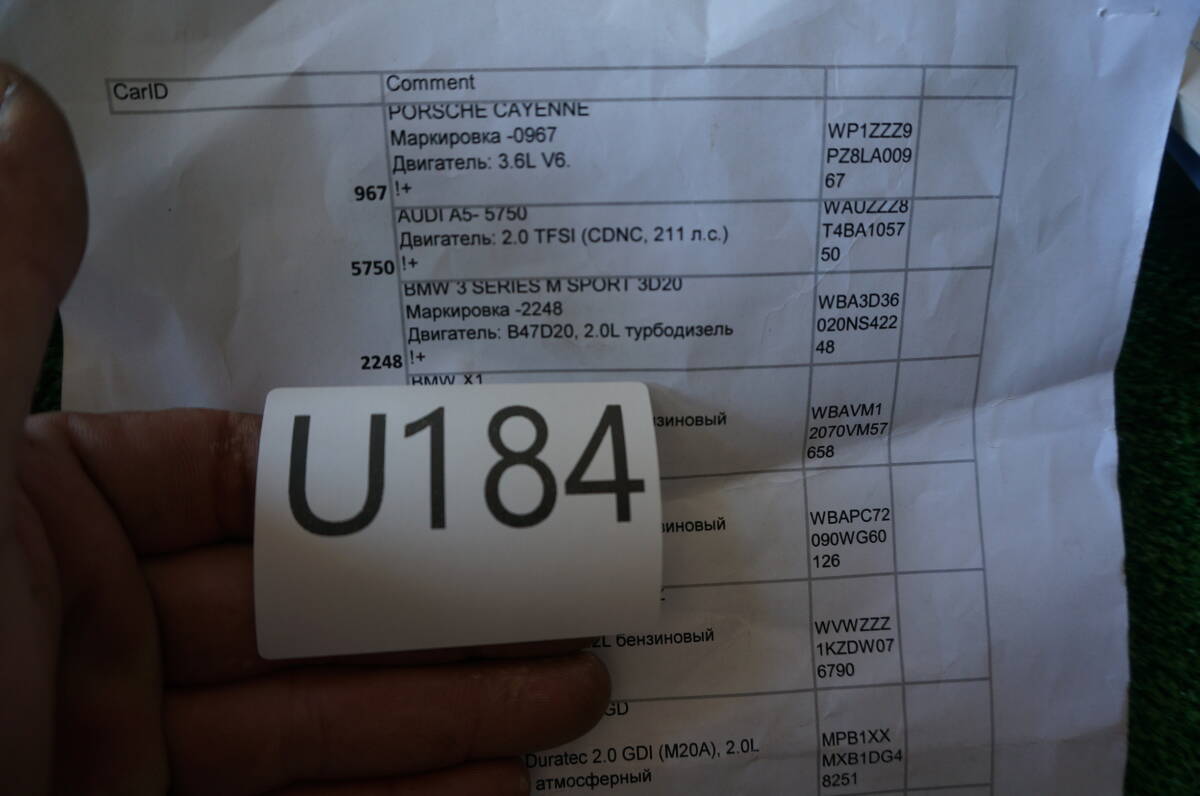 CarID
Comment
PORSCHE CAYENNE
Маркировка -0967
Двигатель: 3.6L V6.
967 !+
WP1ZZZ9
PZ8LA009
67
AUDI A5- 5750
Двигатель: 2.0 TFSI (CDNC, 211 л.с.)
5750 !+
WAUZZZ8
T4BA1057
50
BMW 3 SERIES M SPORT 3D20
Маркировка -2248
Двигатель: B47D20, 2.0L турбодизель
2248 !+
WBA3D36
020NS422
48
BMW X1
WBAVM1
2070VM57
658
U184
WBAPC72
090WG60
126
2L бензиновый
WVWZZZ
1KZDW07
6790
GD
Duratec 2.0 GDI (M20A), 2.0L
атмосферный
MPB1XX
MXB1DG4
8251